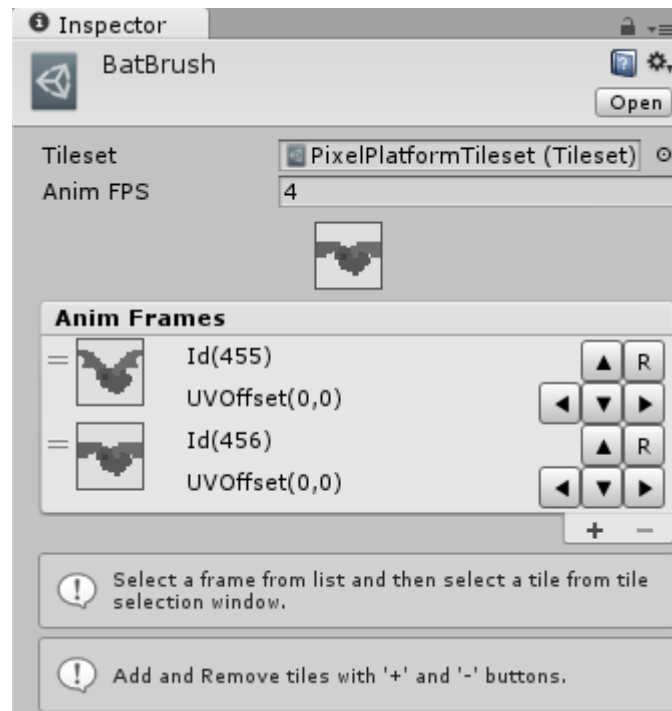 Inspector
BatBrush
Open
Tileset PixelPlatformTileset (Tileset)
Anim FPS 4
Anim Frames
Id(455) R
UVOffset(0,0)
Id(456) R
UVOffset(0,0)
+ −
Select a frame from list and then select a tile from tile
selection window.
Add and Remove tiles with '+' and '-' buttons.